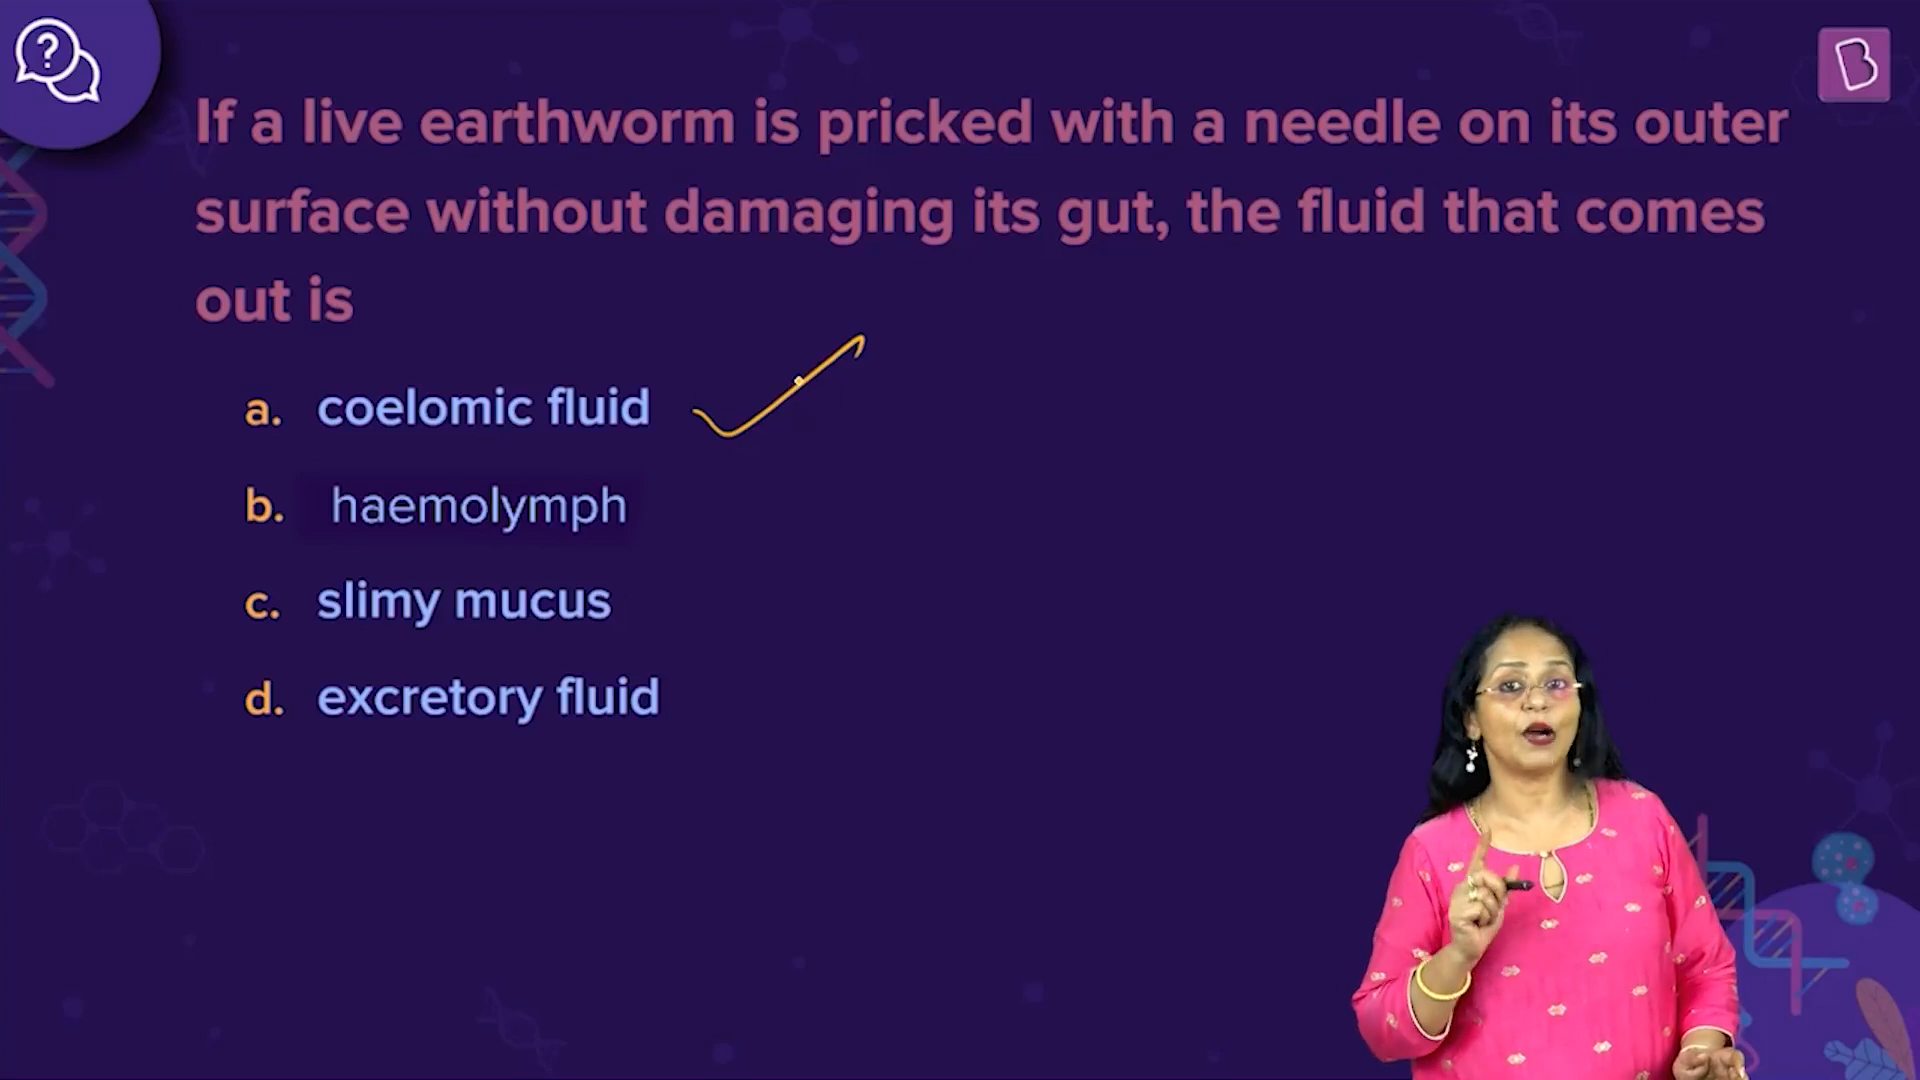 If a live earthworm is pricked with a needle on its outer
surface without damaging its gut, the fluid that comes
out is
a. coelomic fluid
b. haemolymph
c. slimy mucus
d. excretory fluid